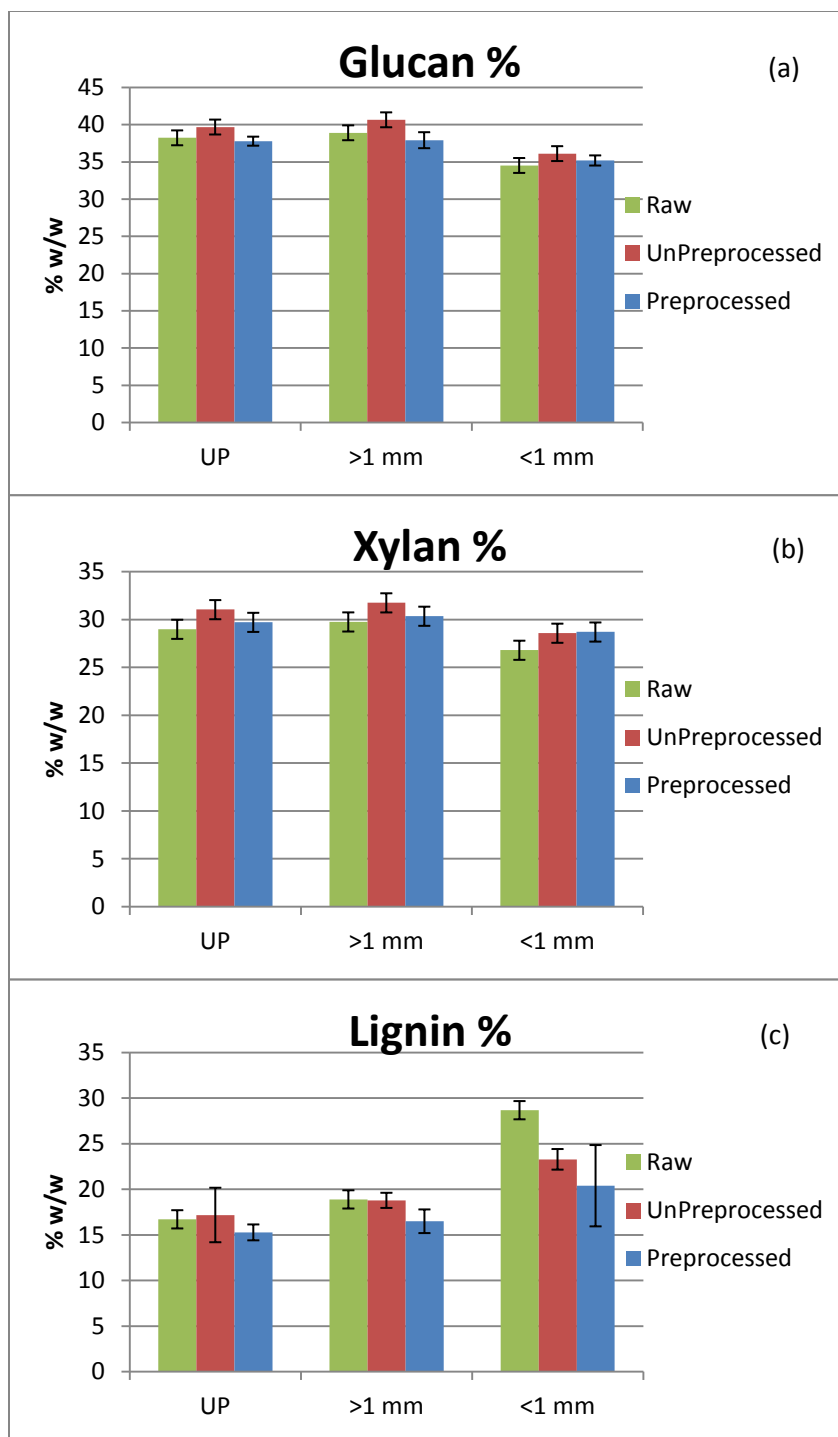 Glucan %
(a)
45
40
35
30
25
20
15
10
5
0
% w/w
UP
>1 mm
<1 mm
Raw
UnPreprocessed
Preprocessed
Xylan %
(b)
35
30
25
20
15
10
5
0
% w/w
UP
>1 mm
<1 mm
Raw
UnPreprocessed
Preprocessed
Lignin %
(c)
35
30
25
20
15
10
5
0
% w/w
UP
>1 mm
<1 mm
Raw
UnPreprocessed
Preprocessed